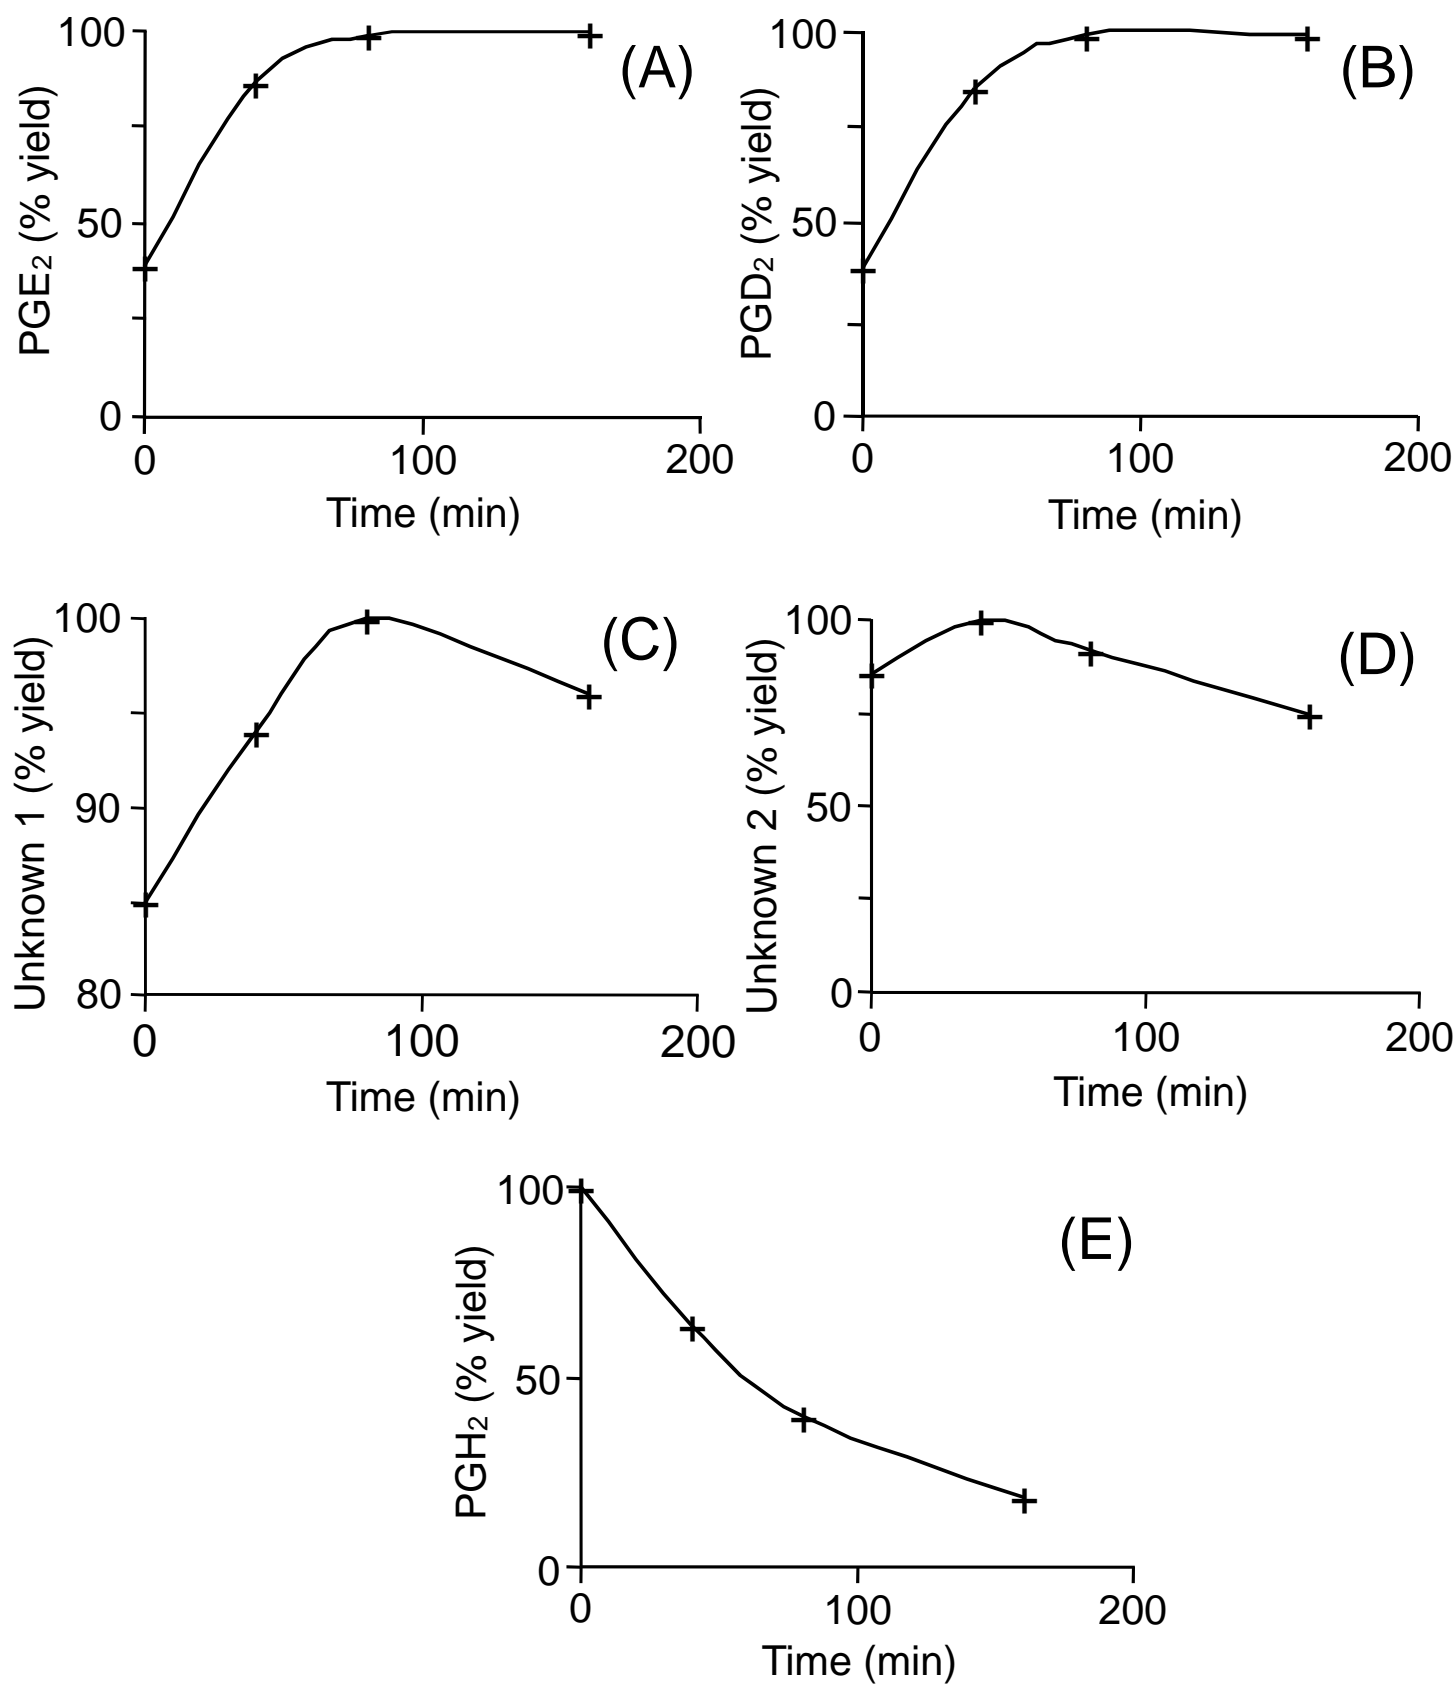 100
50
0
PGE₂ (% yield)
0 100 200
Time (min)
(A)
100
50
0
PGD₂ (% yield)
0 100 200
Time (min)
(B)
100
90
80
Unknown 1 (% yield)
0 100 200
Time (min)
(C)
100
50
0
Unknown 2 (% yield)
0 100 200
Time (min)
(D)
100
50
0
PGH₂ (% yield)
0 100 200
Time (min)
(E)